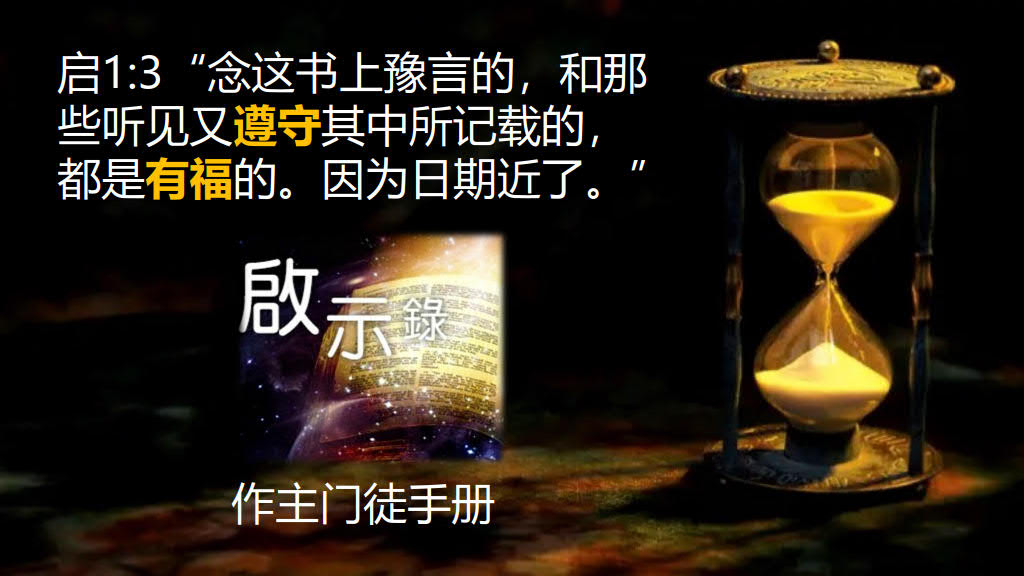 启1:3“念这书上豫言的，和那
些听见又遵守其中所记载的，
都是有福的。因为日期近了。”
啟示錄
作主门徒手册